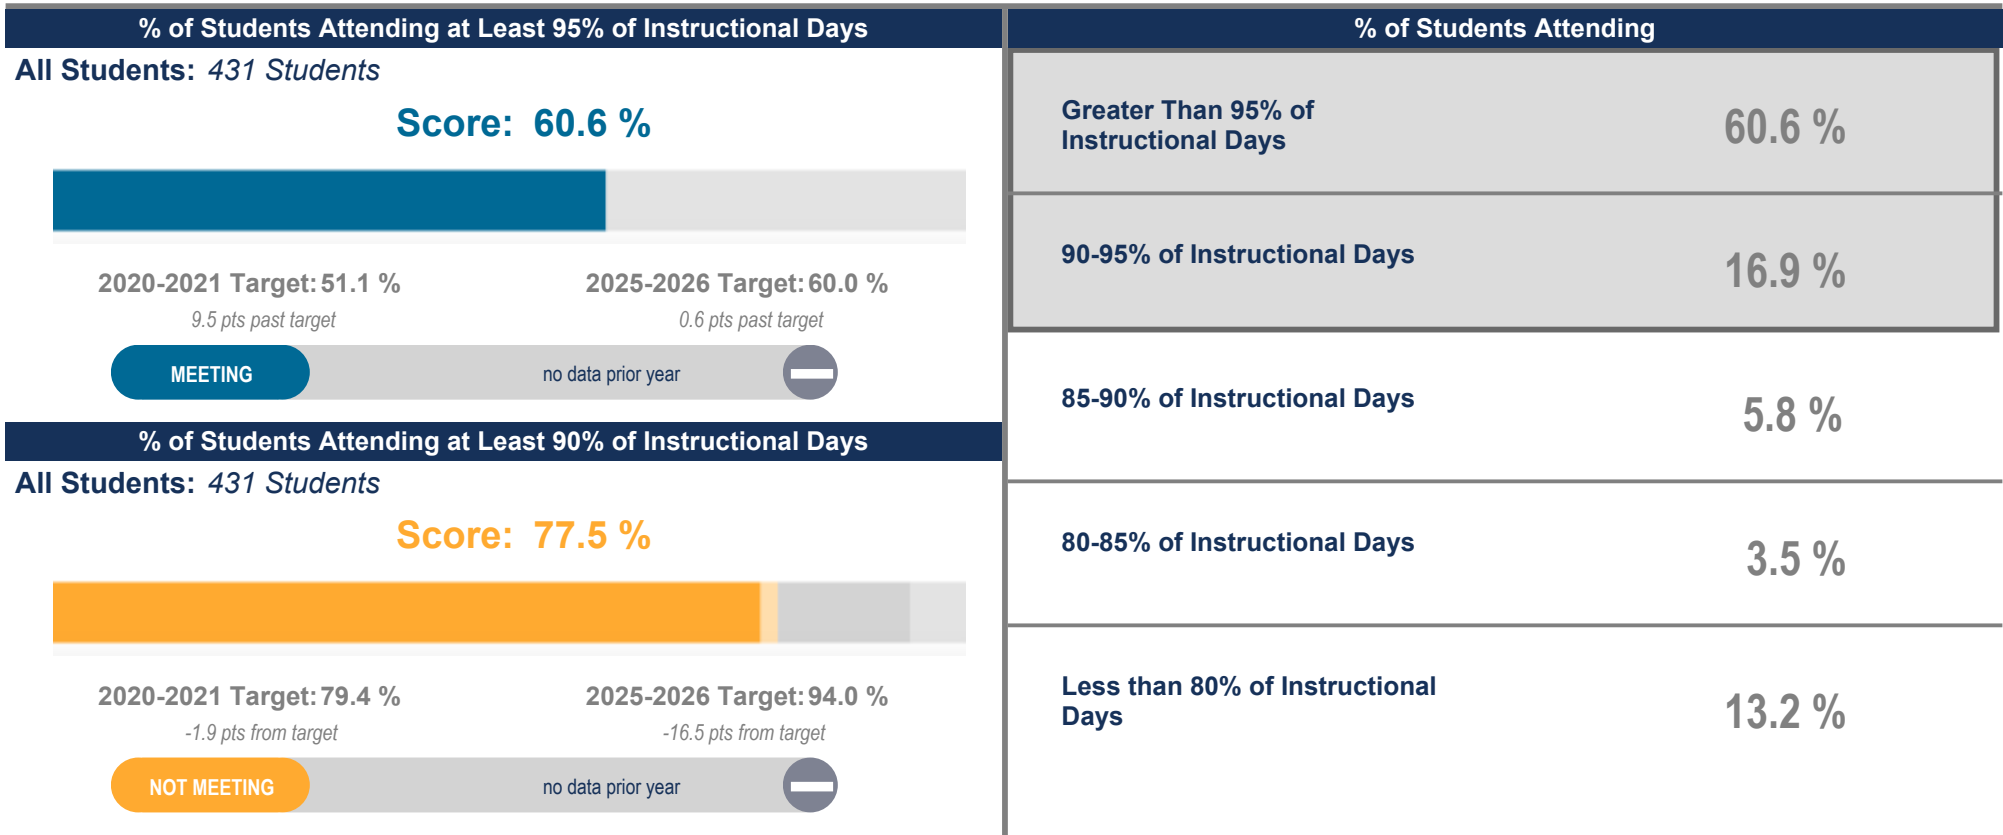 % of Students Attending at Least 95% of Instructional Days
All Students: 431 Students
Score: 60.6 %
2020-2021 Target: 51.1 %
9.5 pts past target
2025-2026 Target: 60.0 %
0.6 pts past target
MEETING
no data prior year
% of Students Attending at Least 90% of Instructional Days
All Students: 431 Students
Score: 77.5 %
2020-2021 Target: 79.4 %
-1.9 pts from target
2025-2026 Target: 94.0 %
-16.5 pts from target
NOT MEETING
no data prior year
% of Students Attending
Greater Than 95% of
Instructional Days
60.6 %
90-95% of Instructional Days
16.9 %
85-90% of Instructional Days
5.8 %
80-85% of Instructional Days
3.5 %
Less than 80% of Instructional
Days
13.2 %